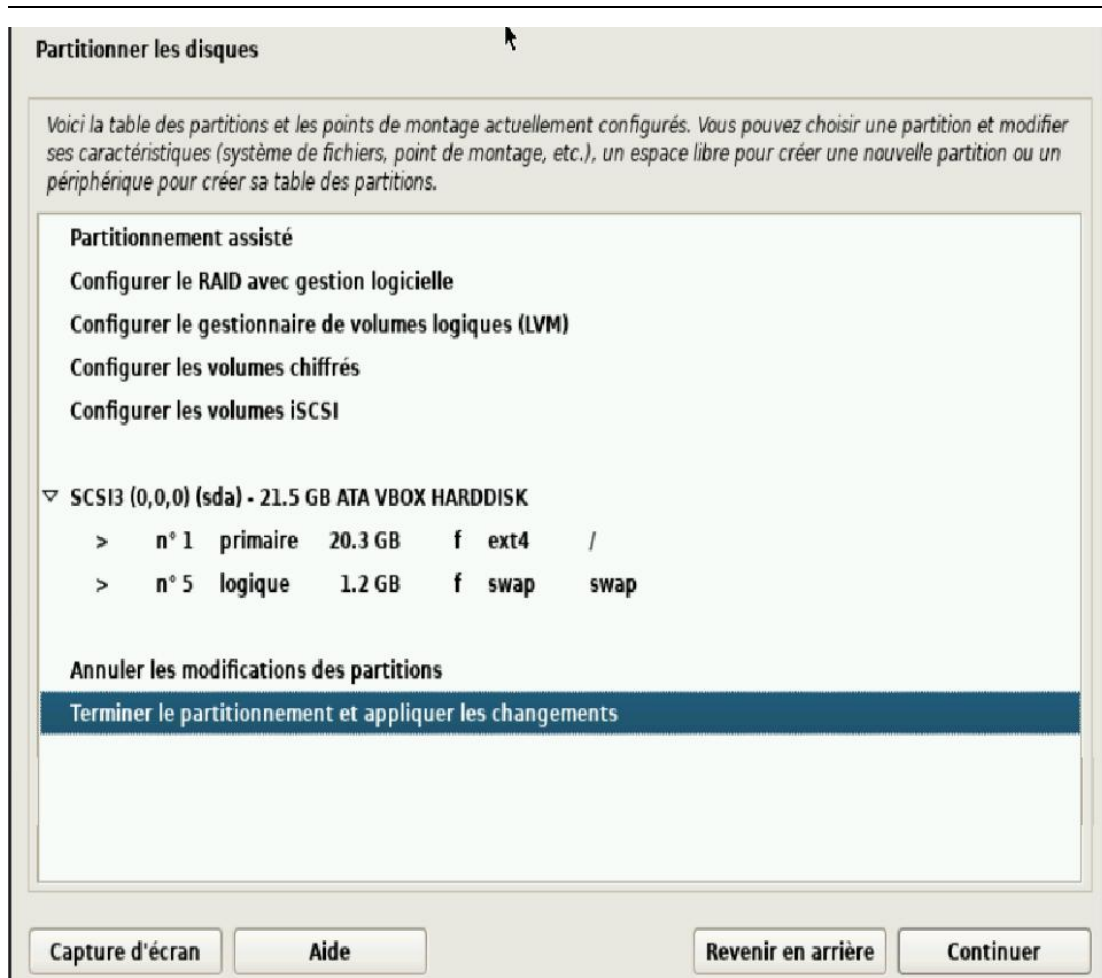 Partitionner les disques
Voici la table des partitions et les points de montage actuellement configurés. Vous pouvez choisir une partition et modifier
ses caractéristiques (système de fichiers, point de montage, etc.), un espace libre pour créer une nouvelle partition ou un
périphérique pour créer sa table des partitions.
Partitionnement assisté
Configurer le RAID avec gestion logicielle
Configurer le gestionnaire de volumes logiques (LVM)
Configurer les volumes chiffrés
Configurer les volumes iSCSI
SCSI3 (0,0,0) (sda) - 21.5 GB ATA VBOX HARDDISK
> n° 1 primaire 20.3 GB f ext4 /
> n° 5 logique 1.2 GB f swap swap
Annuler les modifications des partitions
Terminer le partitionnement et appliquer les changements
Capture d'écran Aide Revenir en arrière Continuer